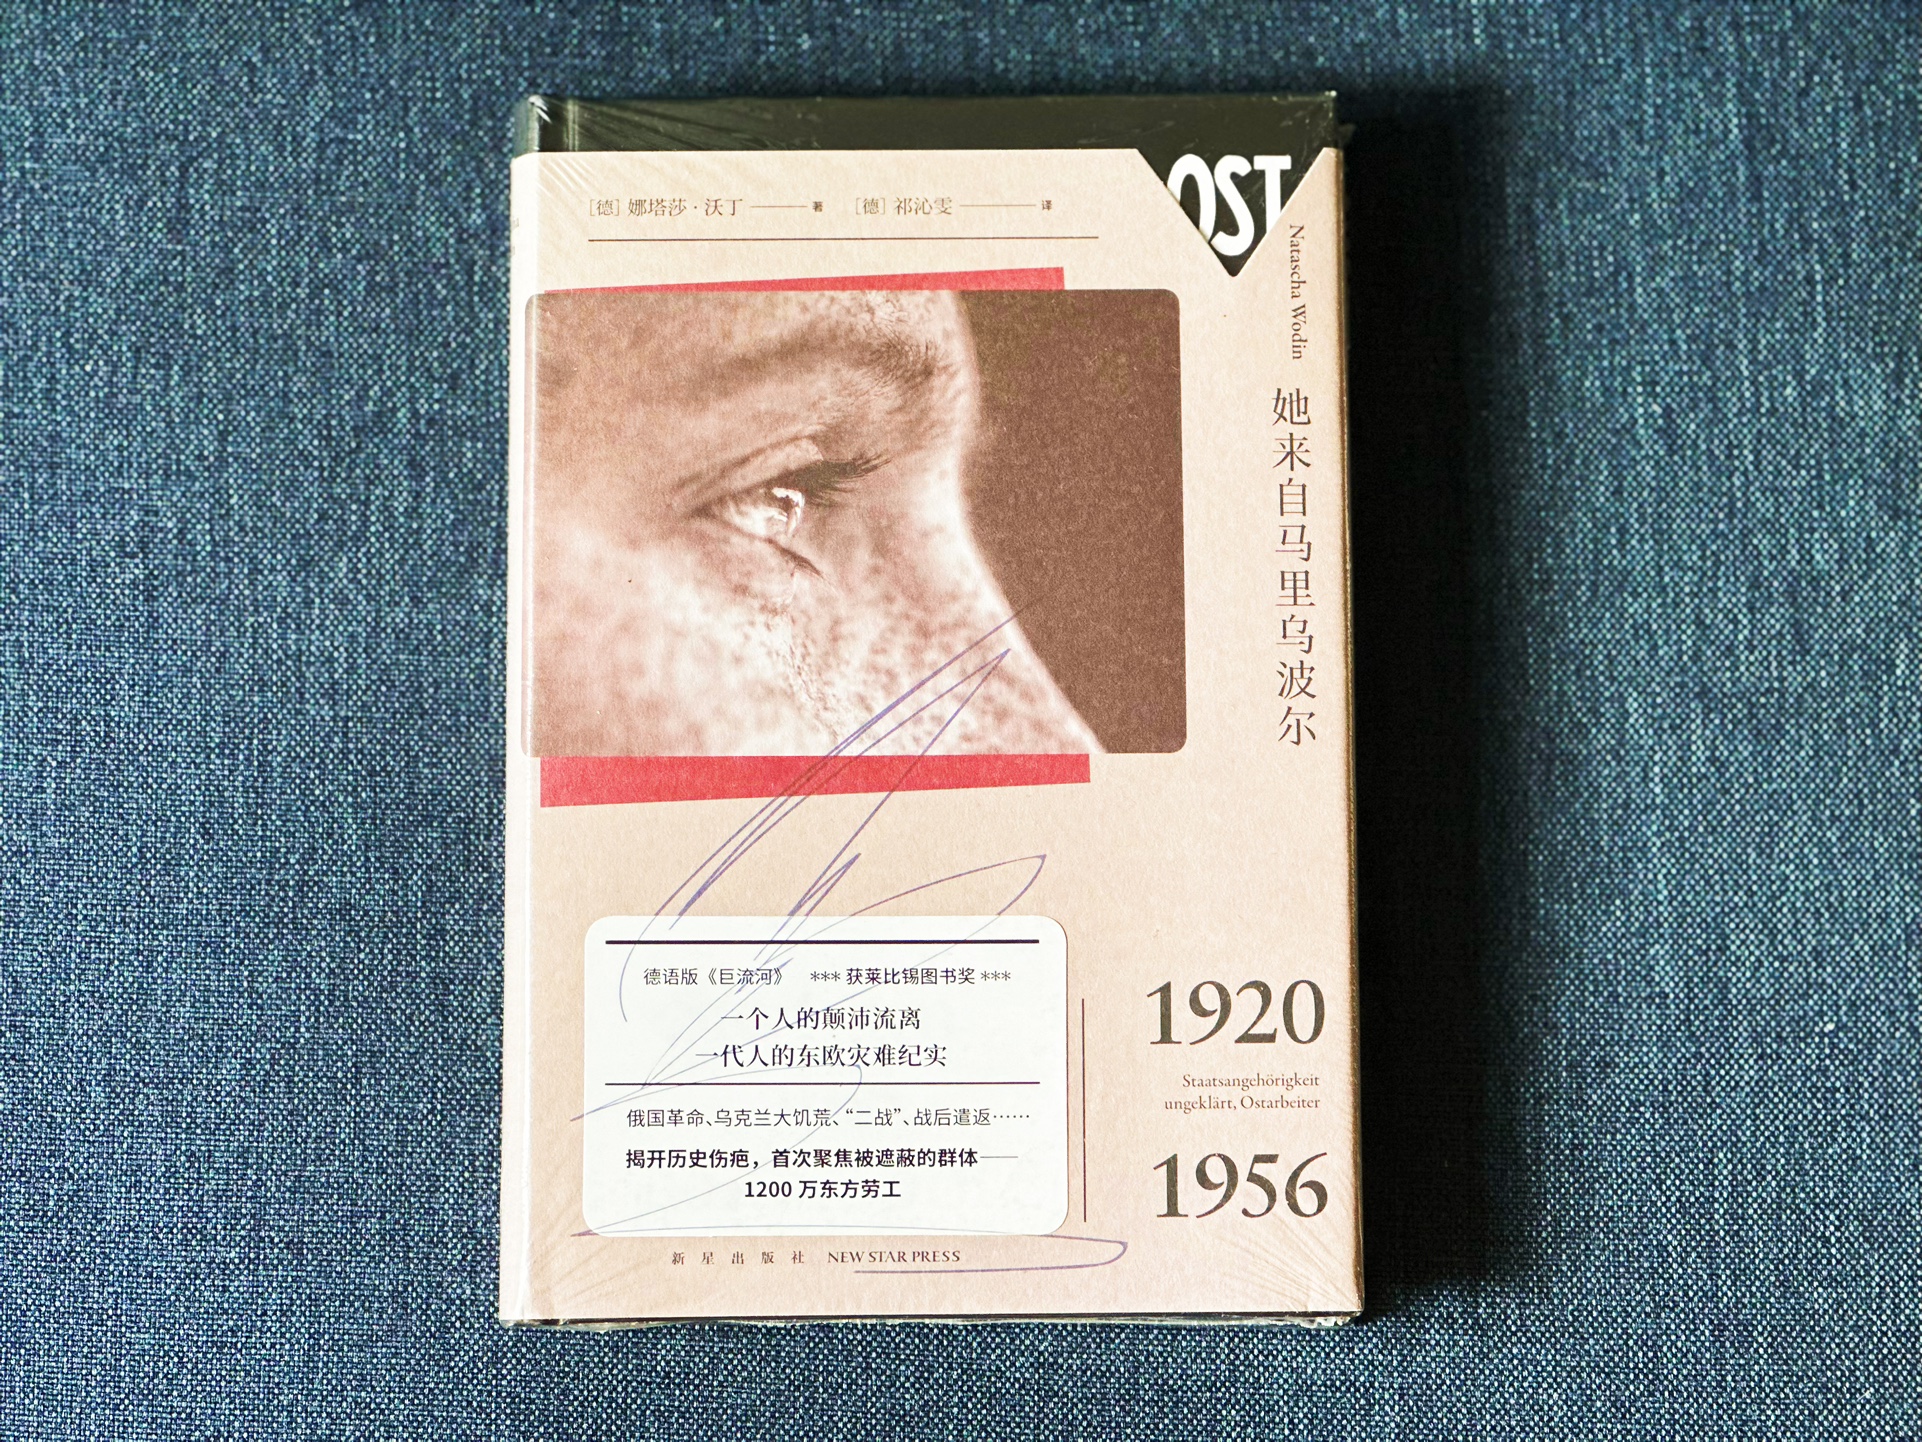 OST
[德] 娜塔莎·沃丁 著 [德] 祁沁雯 译
Natascha Wodin
她来自马里乌波尔
德语版《巨流河》 *** 获莱比锡图书奖 ***
一个人的颠沛流离
一代人的东欧灾难纪实
俄国革命、乌克兰大饥荒、“二战”、战后遣返……
揭开历史伤疤，首次聚焦被遮蔽的群体——
1200 万东方劳工
1920
Staatsangehörigkeit
ungeklärt, Ostarbeiter
1956
新星出版社 NEW STAR PRESS